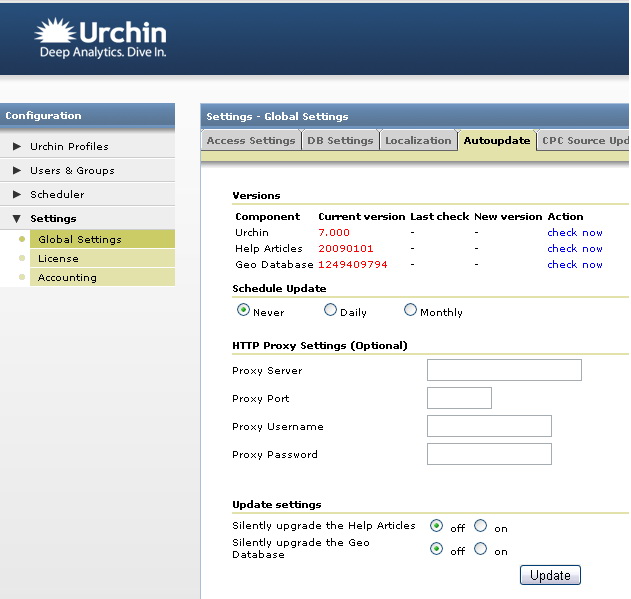 Urchin
Deep Analytics. Dive In.
Configuration
Urchin Profiles
Users & Groups
Scheduler
Settings
Global Settings
License
Accounting
Settings - Global Settings
Access Settings DB Settings Localization Autoupdate CPC Source Upd
Versions
Component Current version Last check New version Action
Urchin 7.000 - - check now
Help Articles 20090101 - - check now
Geo Database 1249409794 - - check now
Schedule Update
Never Daily Monthly
HTTP Proxy Settings (Optional)
Proxy Server
Proxy Port
Proxy Username
Proxy Password
Update settings
Silently upgrade the Help Articles off on
Silently upgrade the Geo
Database off on
Update